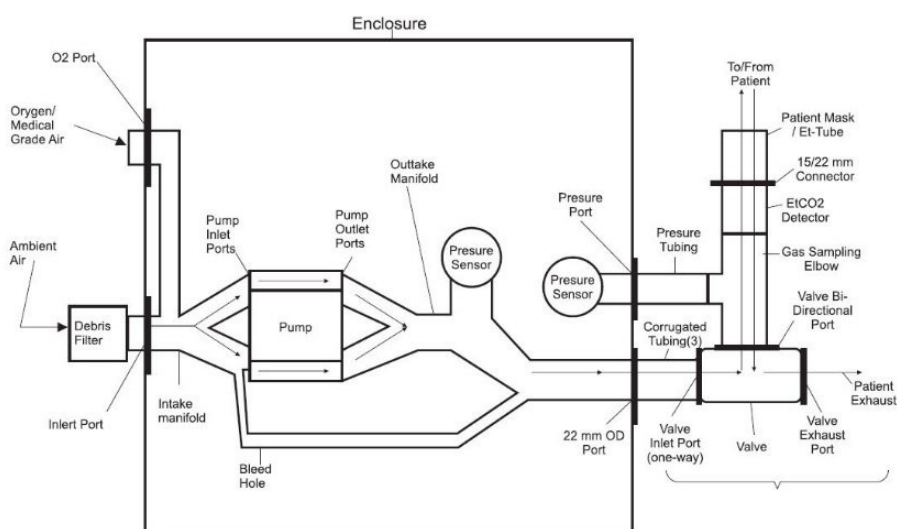 Enclosure
O2 Port
To/From
Patient
Orygen/
Medical
Grade Air
Patient Mask
/ Et-Tube
15/22 mm
Connector
Outtake
Manifold
Presure
Port
EtCO2
Detector
Pump
Inlet
Ports
Pump
Outlet
Ports
Presure
Tubing
Ambient
Air
Presure
Sensor
Gas Sampling
Elbow
Presure
Sensor
Valve Bi-
Directional
Port
Debris
Filter
Pump
Corrugated
Tubing(3)
Patient
Exhaust
Inlert Port
Intake
manifold
22 mm OD
Port
Valve
Inlet Port
(one-way)
Valve
Valve
Exhaust
Port
Bleed
Hole